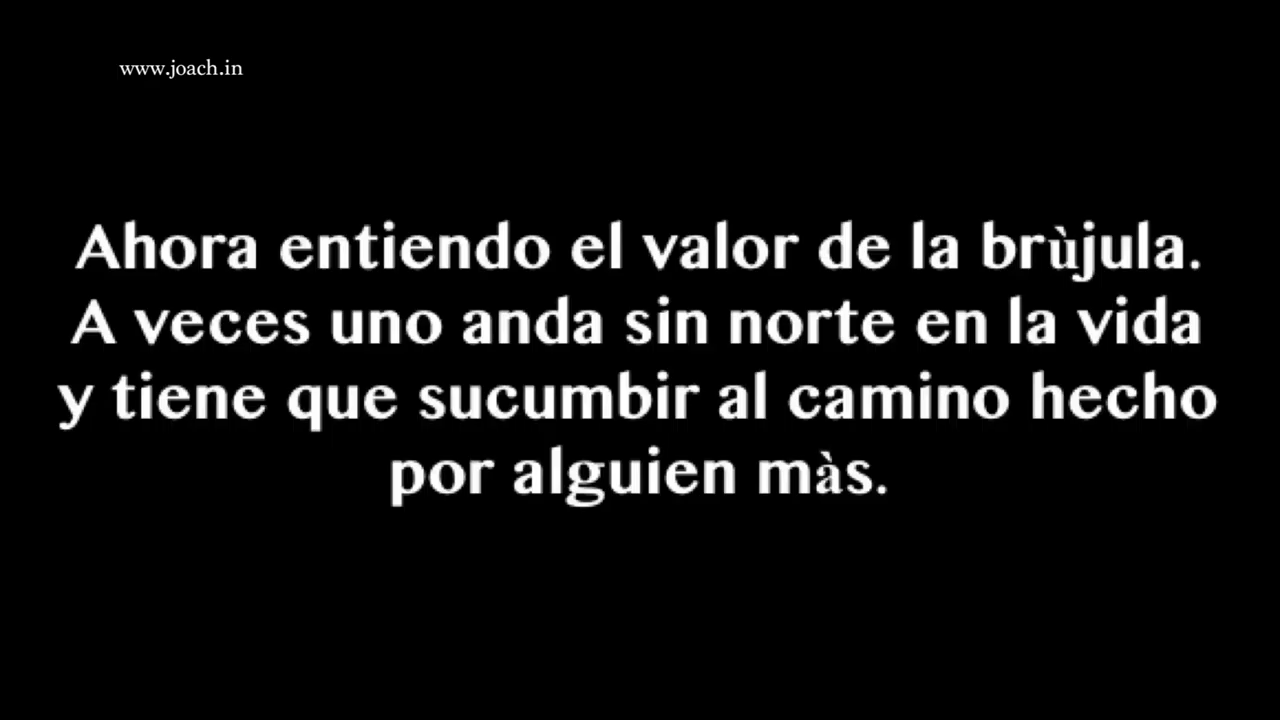 www.joach.in
Ahora entiendo el valor de la brùjula.
A veces uno anda sin norte en la vida
y tiene que sucumbir al camino hecho
por alguien màs.